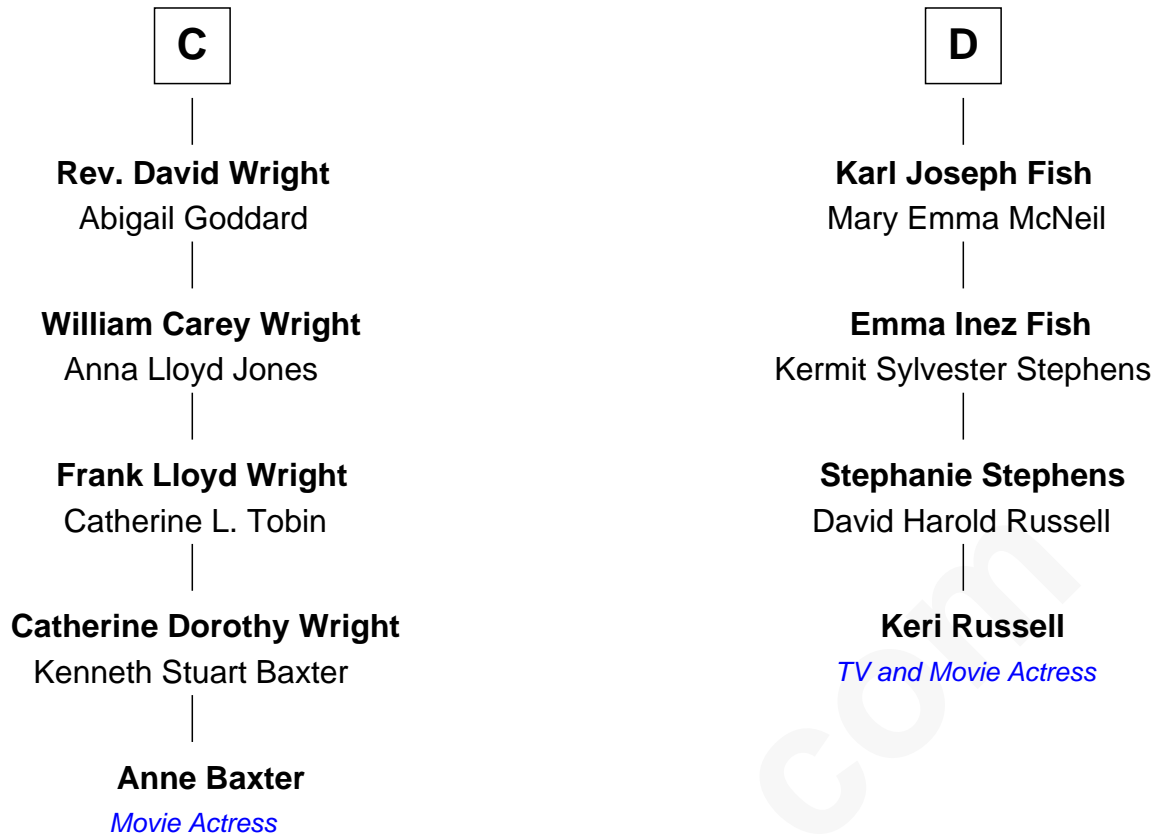 C
Rev. David Wright
Abigail Goddard
William Carey Wright
Anna Lloyd Jones
Frank Lloyd Wright
Catherine L. Tobin
Catherine Dorothy Wright
Kenneth Stuart Baxter
Anne Baxter
Movie Actress
D
Karl Joseph Fish
Mary Emma McNeil
Emma Inez Fish
Kermit Sylvester Stephens
Stephanie Stephens
David Harold Russell
Keri Russell
TV and Movie Actress
com